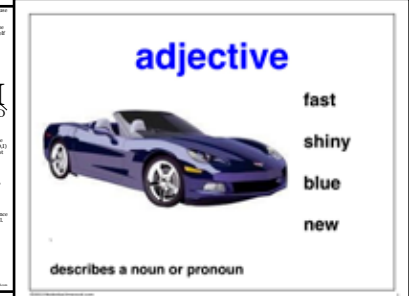 adjective
fast
shiny
blue
new
describes a noun or pronoun